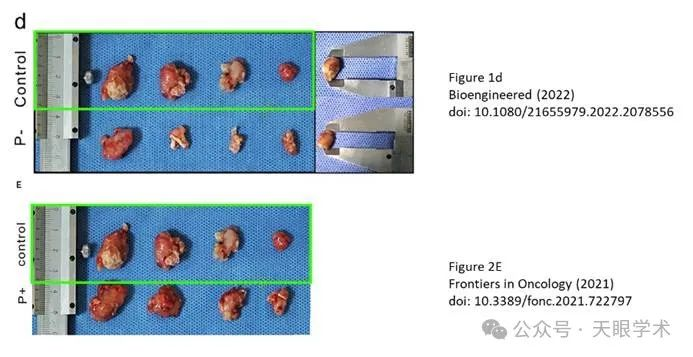 d
Control
P-
Figure 1d
Bioengineered (2022)
doi: 10.1080/21655979.2022.2078556
E
control
P+
Figure 2E
Frontiers in Oncology (2021)
doi: 10.3389/fonc.2021.722797
公众号 · 天眼学术